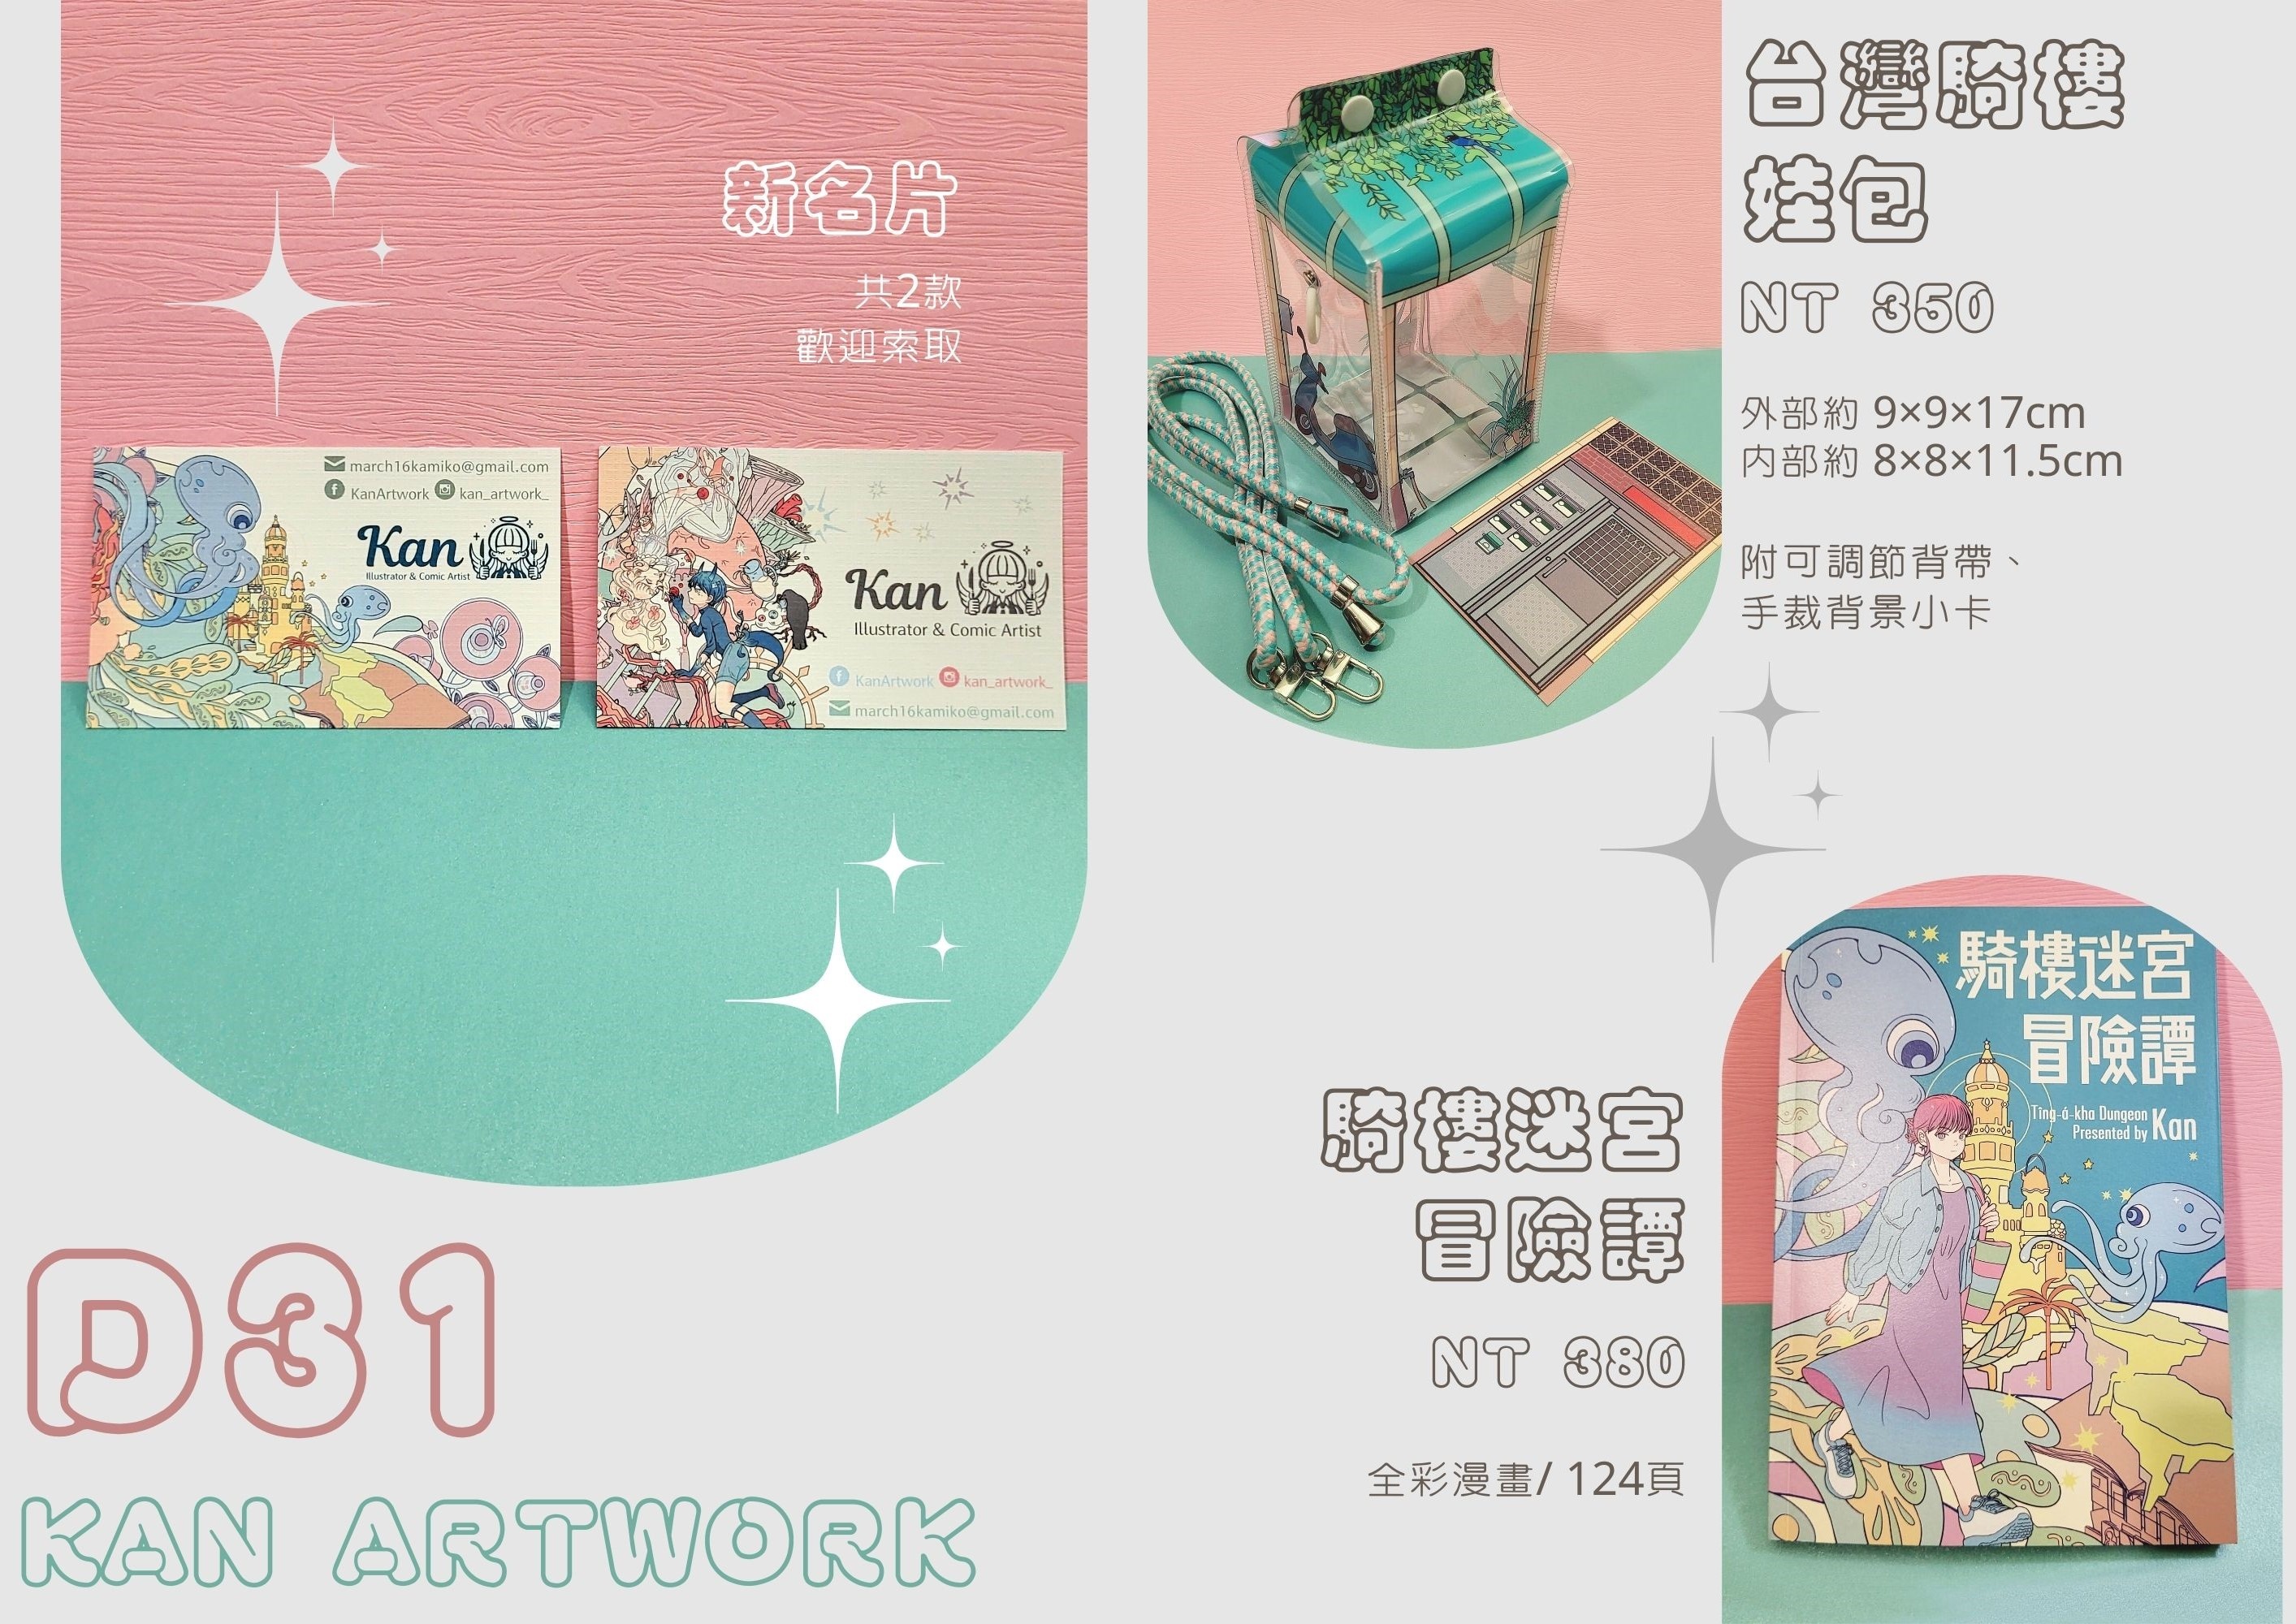 新名片
共2款
歡迎索取
march16kamiko@gmail.com
KanArtwork kan_artwork_
Kan
Illustrator & Comic Artist
Kan
Illustrator & Comic Artist
KanArtwork kan_artwork_
march16kamiko@gmail.com
D31
KAN ARTWORK
台灣騎樓
娃包
NT 350
外部約 9×9×17cm
內部約 8×8×11.5cm
附可調節背帶、
手裁背景小卡
騎樓迷宮
冒險譚
NT 380
全彩漫畫/ 124頁
騎樓迷宮
冒險譚
Tîng-á-kha Dungeon
Presented by Kan